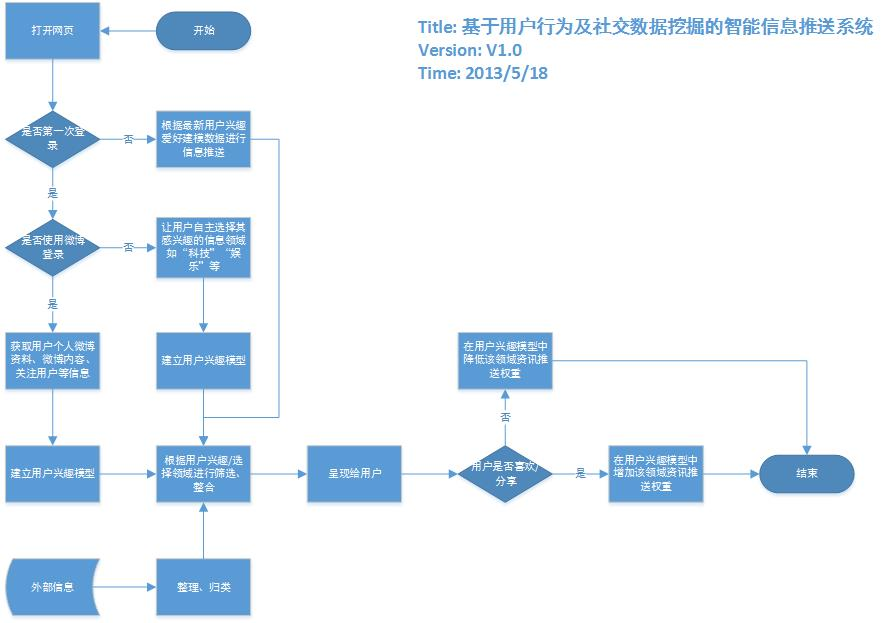 Title: 基于用户行为及社交数据挖掘的智能信息推送系统
Version: V1.0
Time: 2013/5/18
打开网页
开始
是否第一次登
录
否
根据最新用户兴趣
爱好建模数据进行
信息推送
是
是否使用微博
登录
否
让用户自主选择其
感兴趣的信息领域
如“科技”“娱
乐”等
是
获取用户个人微博
资料、微博内容、
关注用户等信息
建立用户兴趣模型
在用户兴趣模型中
降低该领域资讯推
送权重
否
建立用户兴趣模型
根据用户兴趣/选
择领域进行筛选、
整合
呈现给用户
用户是否喜欢/
分享
是
在用户兴趣模型中
增加该领域资讯推
送权重
结束
外部信息
整理、归类